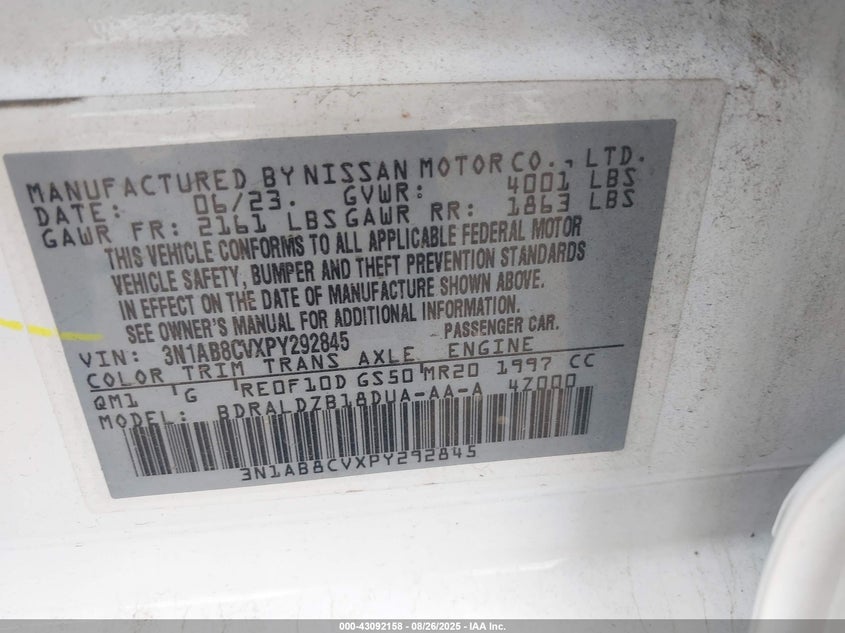 MANUFACTURED BY NISSAN MOTOR CO., LTD.
DATE: 06/23. GVWR: 4001 LBS
GAWR FR: 2161 LBS GAWR RR: 1863 LBS
THIS VEHICLE CONFORMS TO ALL APPLICABLE FEDERAL MOTOR
VEHICLE SAFETY, BUMPER AND THEFT PREVENTION STANDARDS
IN EFFECT ON THE DATE OF MANUFACTURE SHOWN ABOVE.
SEE OWNER'S MANUAL FOR ADDITIONAL INFORMATION.
VIN: 3N1AB8CVXPY292845 PASSENGER CAR.
COLOR TRIM TRANS AXLE ENGINE
QM1 G RE0F10D GS50 MR20 1997 CC
MODEL: BDRALDZB18DUA-AA-A 4Z000
3N1AB8CVXPY292845
000-43092158 - 08/26/2025 - IAA Inc.